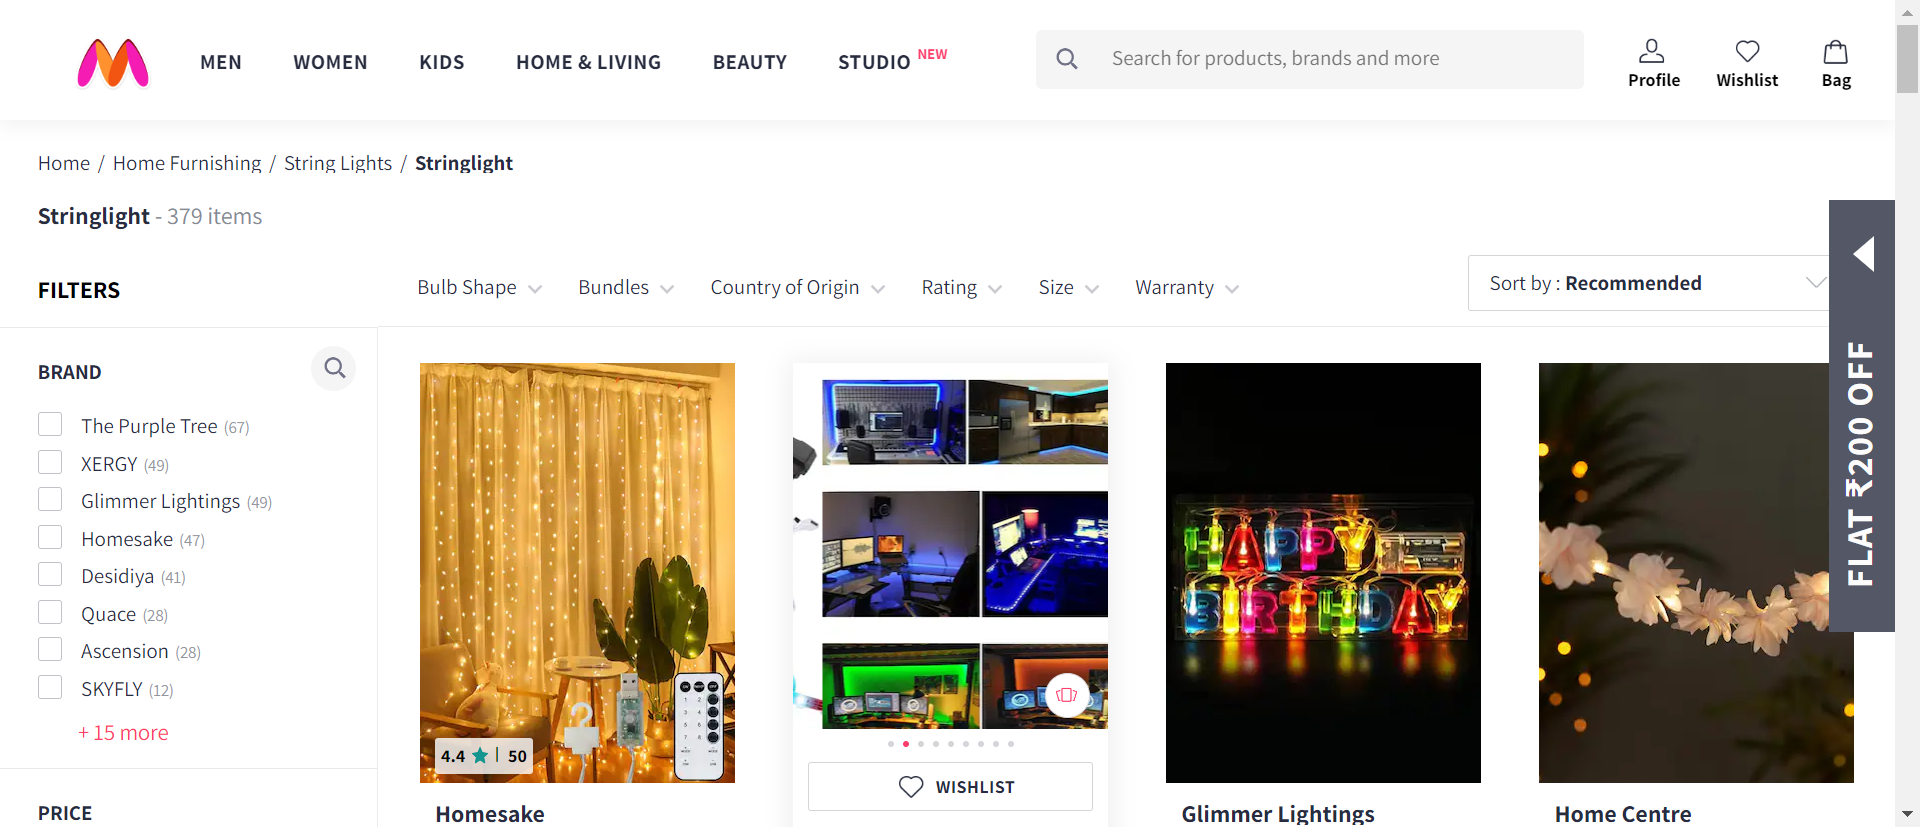 MEN WOMEN KIDS HOME & LIVING BEAUTY STUDIO NEW
Search for products, brands and more
Profile Wishlist Bag
Home / Home Furnishing / String Lights / Stringlight
Stringlight - 379 items
FILTERS
Bulb Shape Bundles Country of Origin Rating Size Warranty
Sort by : Recommended
FLAT ₹200 OFF
BRAND
The Purple Tree (67)
XERGY (49)
Glimmer Lightings (49)
Homesake (47)
Desidiya (41)
Quace (28)
Ascension (28)
SKYFLY (12)
+ 15 more
PRICE
4.4 | 50
Homesake
WISHLIST
HAPPY
BIRTHDAY
Glimmer Lightings
Home Centre